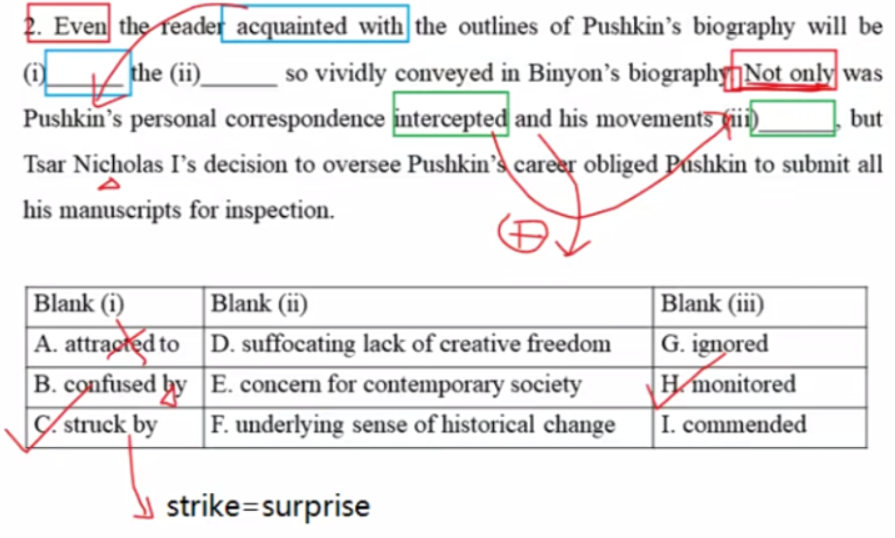 2. Even the reader acquainted with the outlines of Pushkin's biography will be
(i)______ the (ii)______ so vividly conveyed in Binyon's biography. Not only was
Pushkin's personal correspondence intercepted and his movements (iii)______, but
Tsar Nicholas I's decision to oversee Pushkin's career obliged Pushkin to submit all
his manuscripts for inspection.
Blank (i) Blank (ii) Blank (iii)
A. attracted to D. suffocating lack of creative freedom G. ignored
B. confused by E. concern for contemporary society H. monitored
C. struck by F. underlying sense of historical change I. commended
strike=surprise